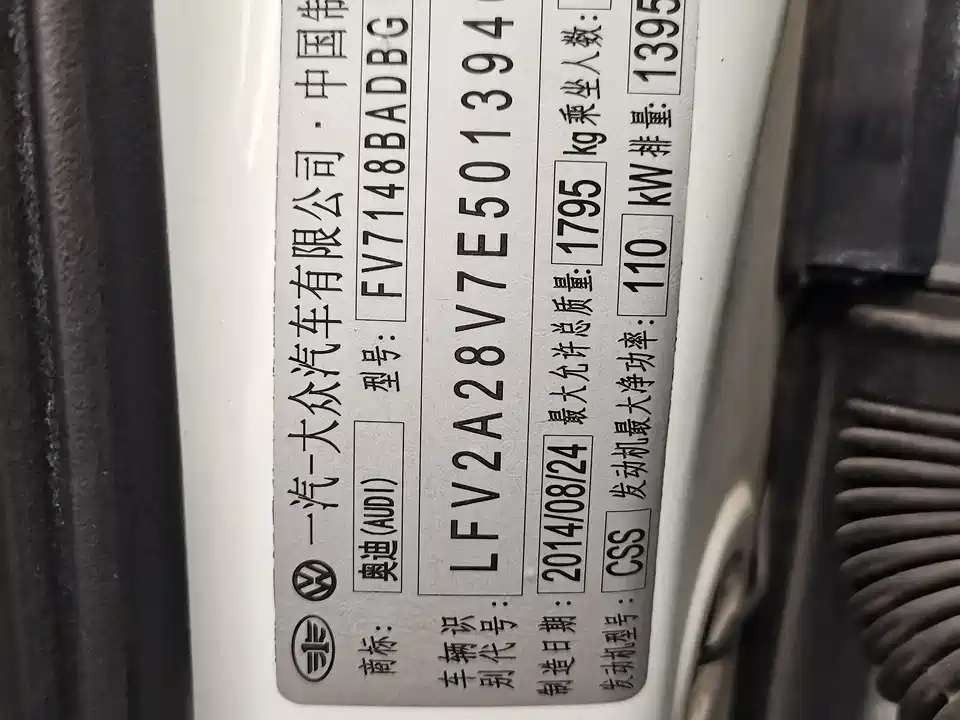 一汽-大众汽车有限公司·中国制
商标: 奥迪(AUDI) 型号: FV7148BADBG
车辆识别代号: LFV2A28V7E501394
制造日期: 2014/08/24 最大允许总质量: 1795 kg 乘坐人数:
发动机型号: CSS 发动机最大净功率: 110 kW 排量: 1395